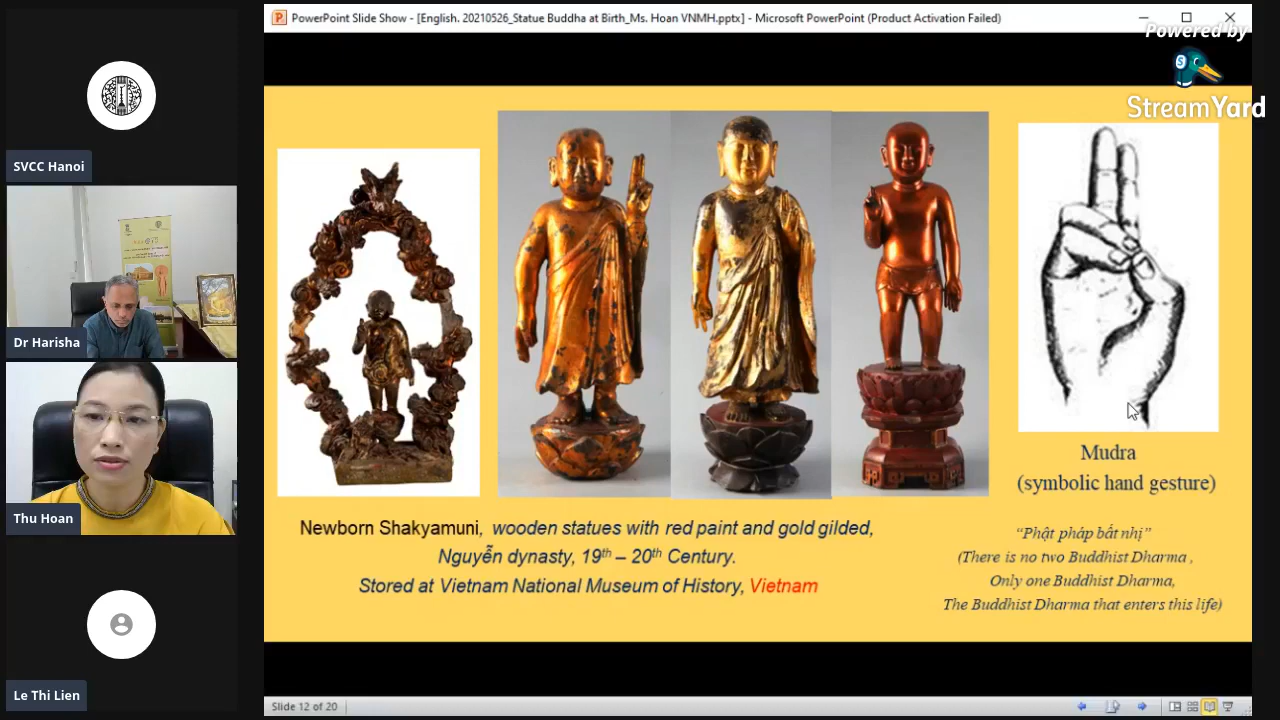 PowerPoint Slide Show - [English. 20210526_Statue Buddha at Birth_Ms. Hoan VNMH.pptx] - Microsoft PowerPoint (Product Activation Failed)
Powered by
StreamYard
SVCC Hanoi
Dr Harisha
Thu Hoan
Le Thi Lien
Newborn Shakyamuni, wooden statues with red paint and gold gilded,
Nguyễn dynasty, 19th – 20th Century.
Stored at Vietnam National Museum of History, Vietnam
Mudra
(symbolic hand gesture)
“Phật pháp bất nhị”
(There is no two Buddhist Dharma ,
Only one Buddhist Dharma,
The Buddhist Dharma that enters this life)
Slide 12 of 20